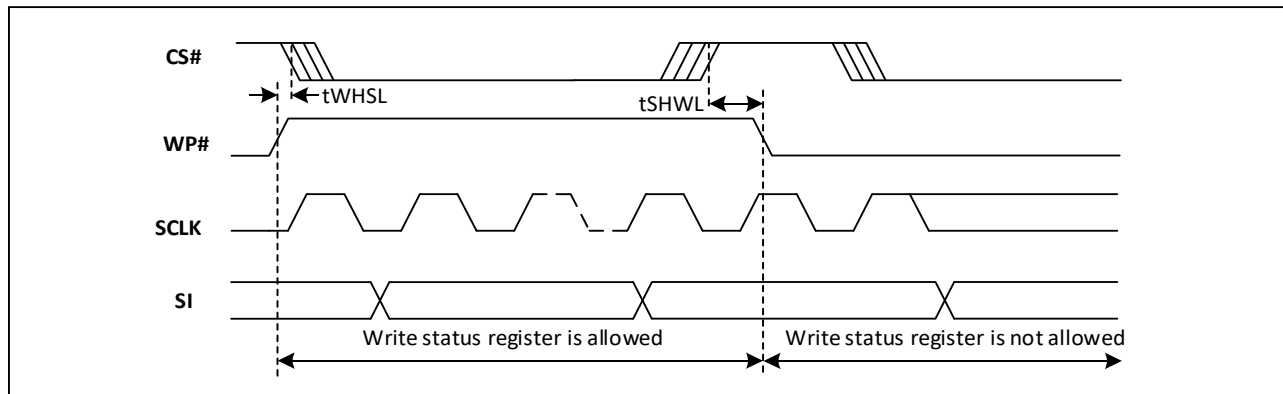 CS#
tWHSL
tSHWL
WP#
SCLK
SI
Write status register is allowed
Write status register is not allowed